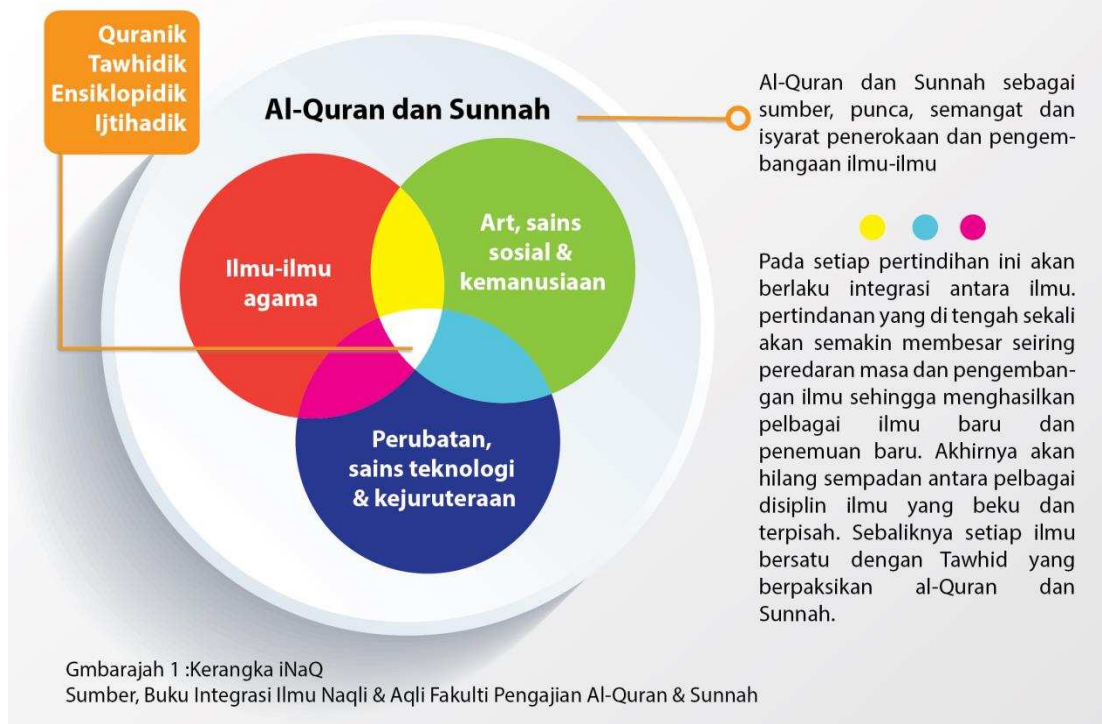 Quranik
Tawhidik
Ensiklopidik
Ijtihadik
Al-Quran dan Sunnah
Ilmu-ilmu
agama
Art, sains
sosial &
kemanusiaan
Perubatan,
sains teknologi
& kejuruteraan
Al-Quran dan Sunnah sebagai
sumber, punca, semangat dan
isyarat penerokaan dan pengem-
bangaan ilmu-ilmu
Pada setiap pertindihan ini akan
berlaku integrasi antara ilmu.
pertindanan yang di tengah sekali
akan semakin membesar seiring
peredaran masa dan pengemban-
gan ilmu sehingga menghasilkan
pelbagai ilmu baru dan
penemuan baru. Akhirnya akan
hilang sempadan antara pelbagai
disiplin ilmu yang beku dan
terpisah. Sebaliknya setiap ilmu
bersatu dengan Tawhid yang
berpaksikan al-Quran dan
Sunnah.
Gmbarajah 1 :Kerangka iNaQ
Sumber, Buku Integrasi Ilmu Naqli & Aqli Fakulti Pengajian Al-Quran & Sunnah